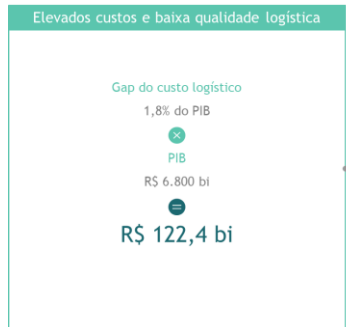 Elevados custos e baixa qualidade logística
Gap do custo logístico
1,8% do PIB
×
PIB
R$ 6.800 bi
=
R$ 122,4 bi